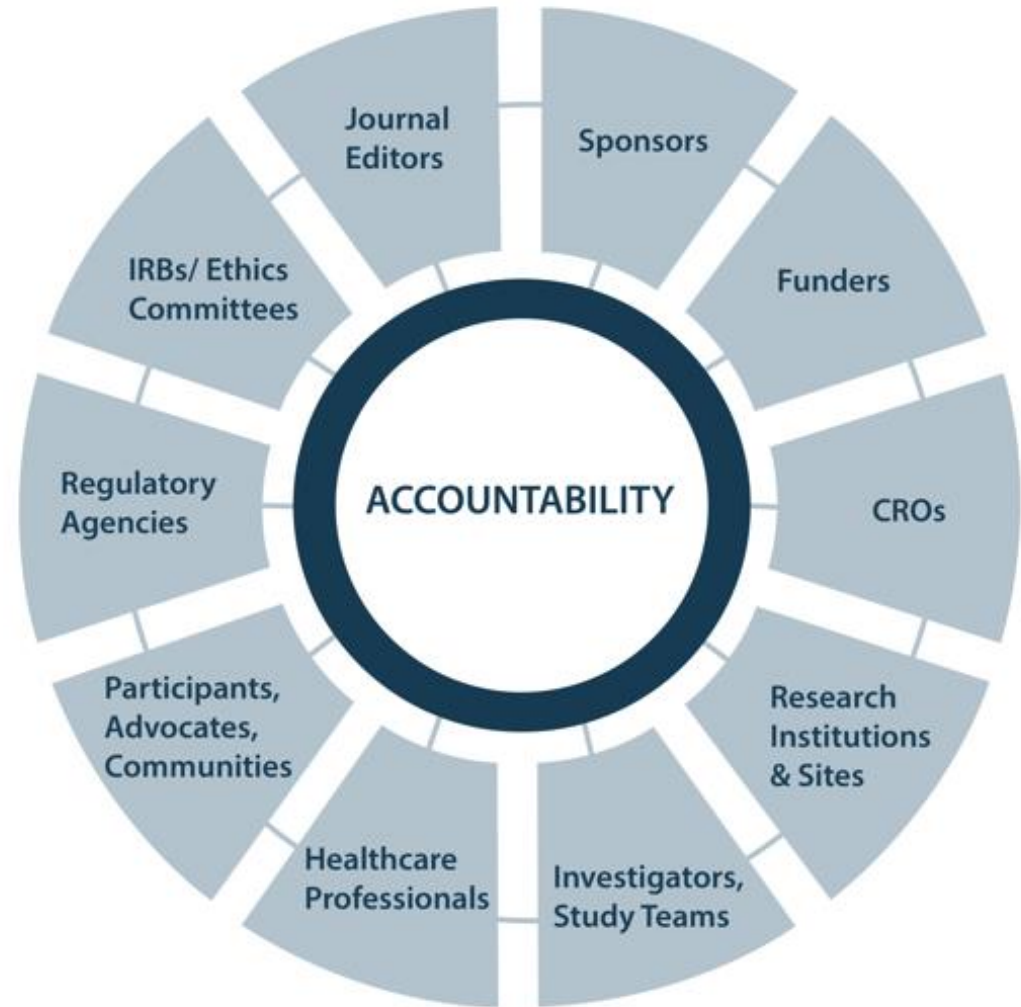 Journal
Editors
Sponsors
Funders
CROs
Research
Institutions
& Sites
Investigators,
Study Teams
Healthcare
Professionals
Participants,
Advocates,
Communities
Regulatory
Agencies
IRBs/ Ethics
Committees
ACCOUNTABILITY